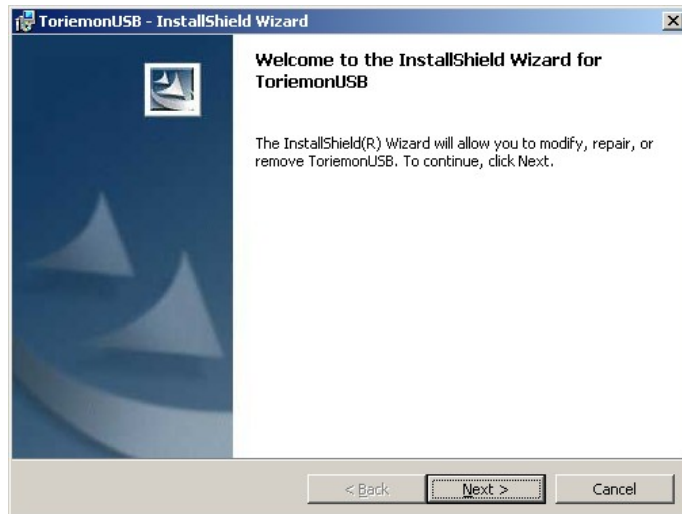 ToriemonUSB - InstallShield Wizard
Welcome to the InstallShield Wizard for
ToriemonUSB
The InstallShield(R) Wizard will allow you to modify, repair, or
remove ToriemonUSB. To continue, click Next.
< Back
Next >
Cancel